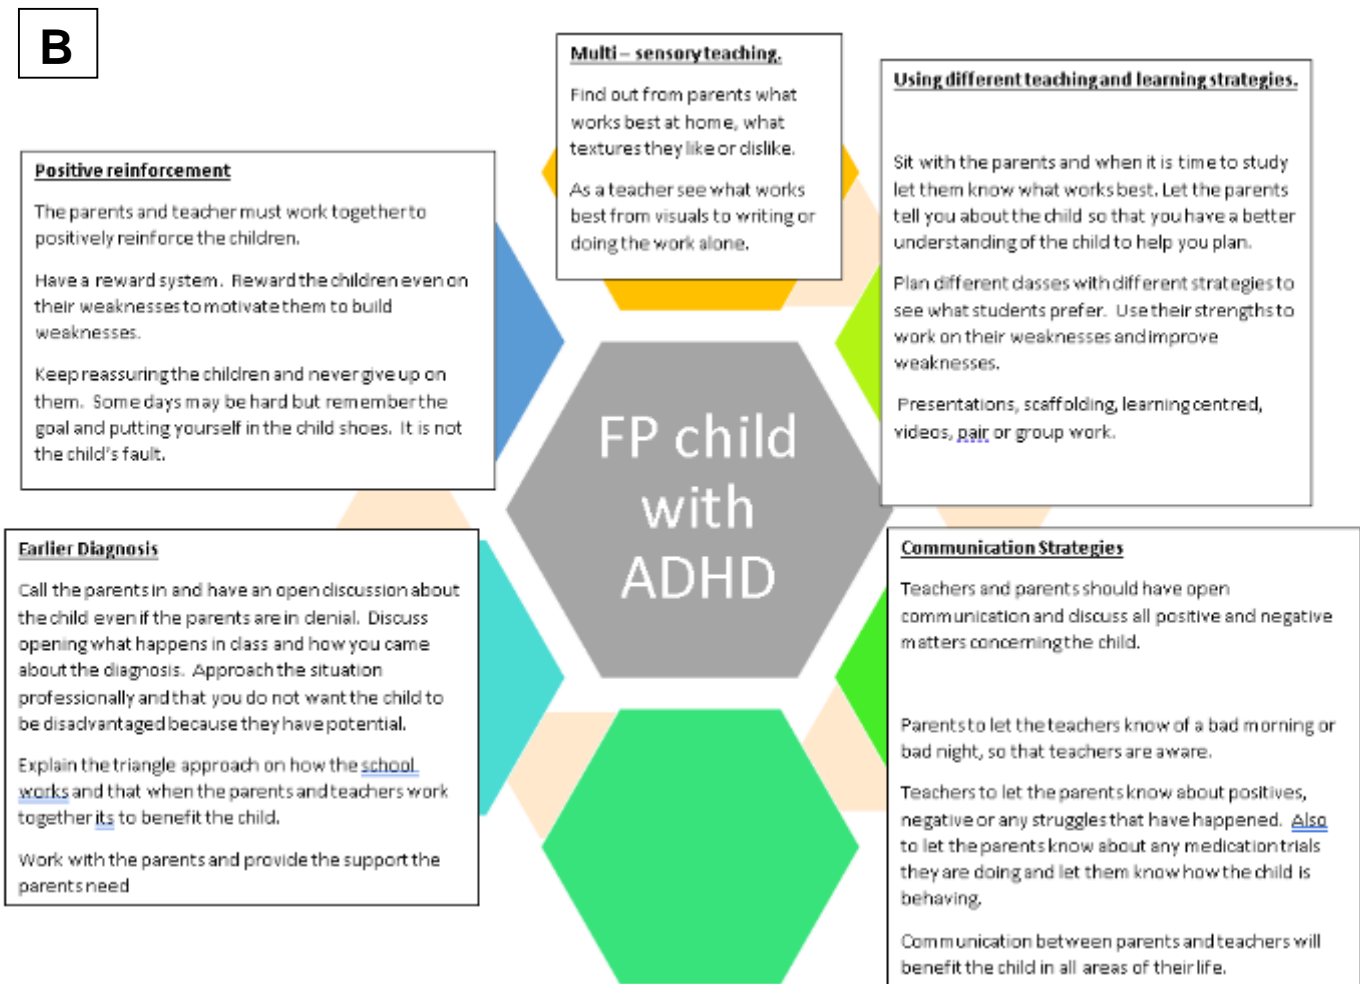 B
Multi – sensory teaching.
Find out from parents what
works best at home, what
textures they like or dislike.
As a teacher see what works
best from visuals to writing or
doing the work alone.
Using different teaching and learning strategies.
Sit with the parents and when it is time to study
let them know what works best. Let the parents
tell you about the child so that you have a better
understanding of the child to help you plan.
Plan different classes with different strategies to
see what students prefer.  Use their strengths to
work on their weaknesses and improve
weaknesses.
Presentations, scaffolding, learning centred,
videos, pair or group work.
Positive reinforcement
The parents and teacher must work together to
positively reinforce the children.
Have a reward system.  Reward the children even on
their weaknesses to motivate them to build
weaknesses.
Keep reassuring the children and never give up on
them.  Some days may be hard but remember the
goal and putting yourself in the child shoes.  It is not
the child's fault.
FP child
with
ADHD
Earlier Diagnosis
Call the parents in and have an open discussion about
the child even if the parents are in denial.  Discuss
opening what happens in class and how you came
about the diagnosis.  Approach the situation
professionally and that you do not want the child to
be disadvantaged because they have potential.
Explain the triangle approach on how the school
works and that when the parents and teachers work
together its to benefit the child.
Work with the parents and provide the support the
parents need
Communication Strategies
Teachers and parents should have open
communication and discuss all positive and negative
matters concerning the child.
Parents to let the teachers know of a bad morning or
bad night, so that teachers are aware.
Teachers to let the parents know about positives,
negative or any struggles that have happened.  Also
to let the parents know about any medication trials
they are doing and let them know how the child is
behaving.
Communication between parents and teachers will
benefit the child in all areas of their life.